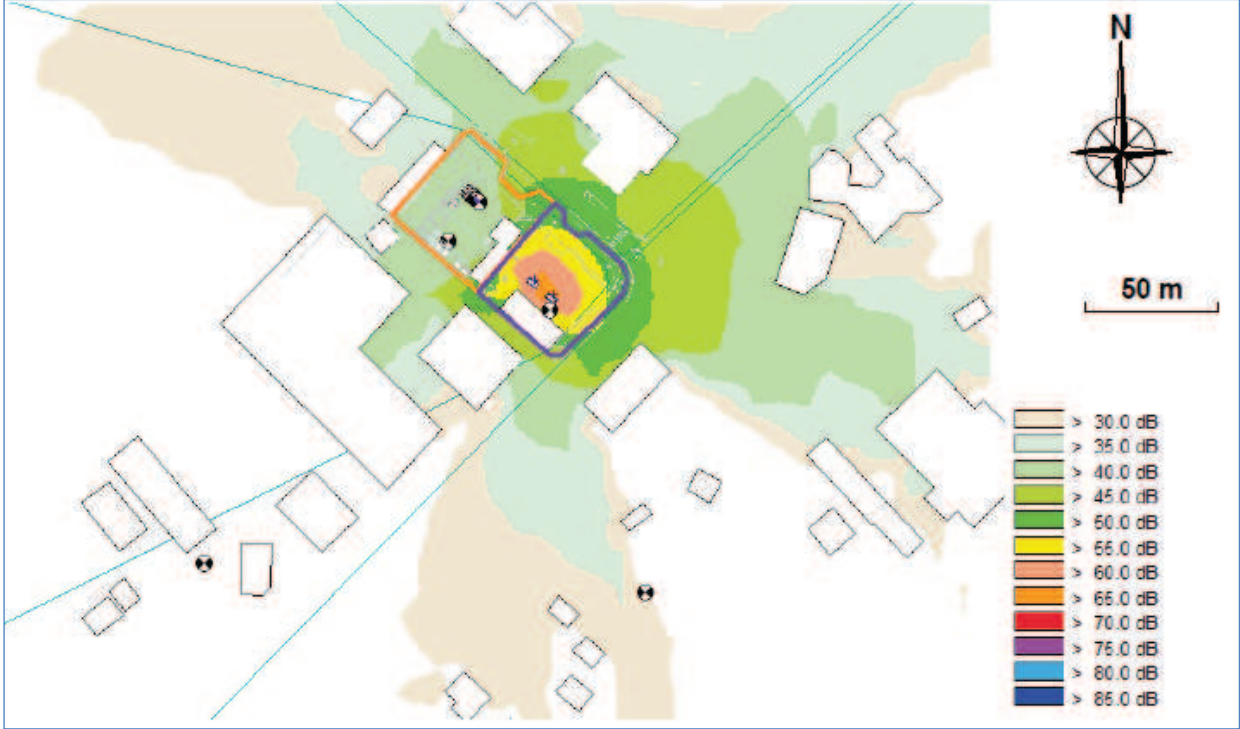 N
50 m
> 30.0 dB
> 35.0 dB
> 40.0 dB
> 45.0 dB
> 50.0 dB
> 55.0 dB
> 60.0 dB
> 65.0 dB
> 70.0 dB
> 75.0 dB
> 80.0 dB
> 85.0 dB